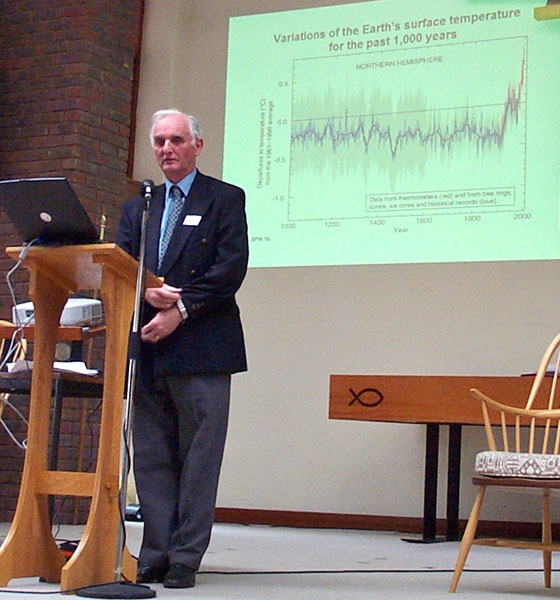 Variations of the Earth's surface temperature
for the past 1,000 years
NORTHERN HEMISPHERE
Departures in temperature (°C)
from the 1961-1990 average
0.5
0.0
-0.5
-1.0
Data from thermometers (red) and from tree rings,
corals, ice cores and historical records (blue).
1000
1200
1400
1600
1800
2000
Year